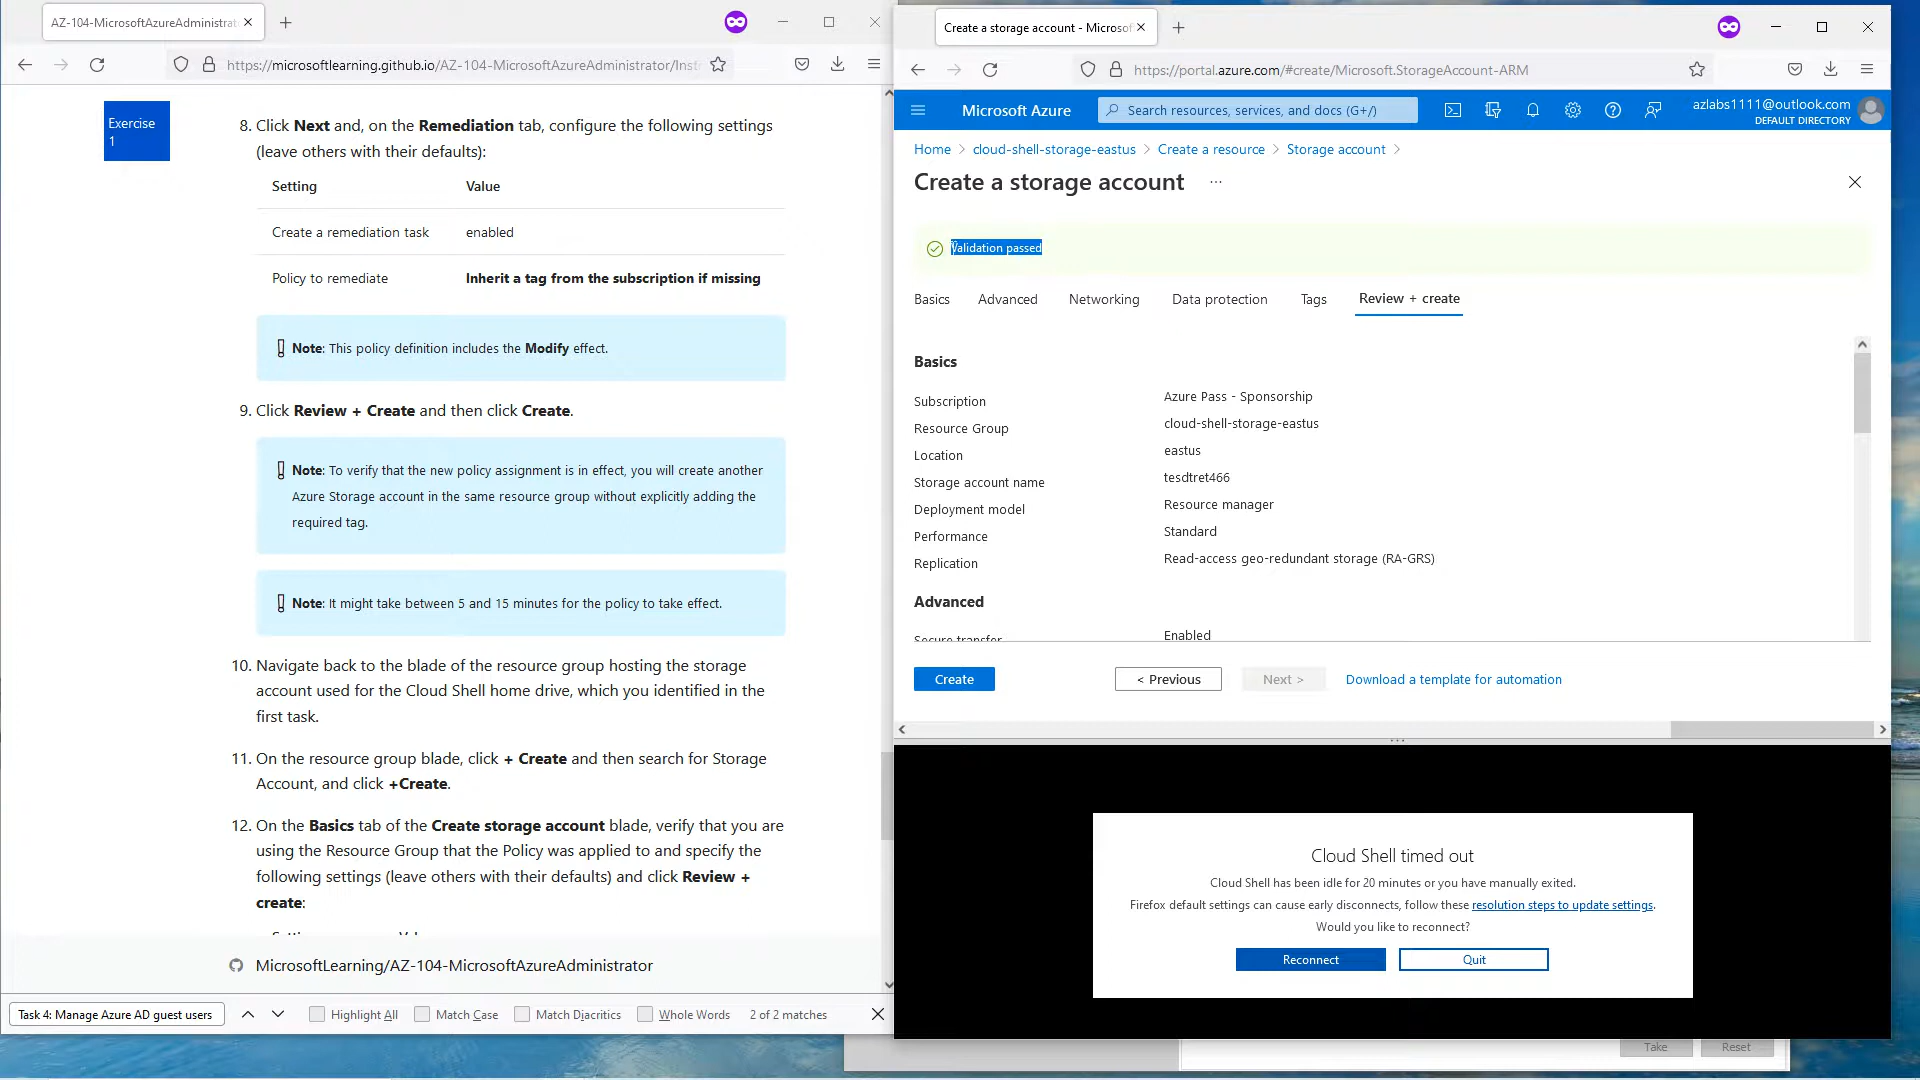 AZ-104-MicrosoftAzureAdministrat
https://microsoftlearning.github.io/AZ-104-MicrosoftAzureAdministrator/Inst
Exercise
1
8. Click Next and, on the Remediation tab, configure the following settings
(leave others with their defaults):
Setting Value
Create a remediation task enabled
Policy to remediate Inherit a tag from the subscription if missing
Note: This policy definition includes the Modify effect.
9. Click Review + Create and then click Create.
Note: To verify that the new policy assignment is in effect, you will create another
Azure Storage account in the same resource group without explicitly adding the
required tag.
Note: It might take between 5 and 15 minutes for the policy to take effect.
10. Navigate back to the blade of the resource group hosting the storage
account used for the Cloud Shell home drive, which you identified in the
first task.
11. On the resource group blade, click + Create and then search for Storage
Account, and click +Create.
12. On the Basics tab of the Create storage account blade, verify that you are
using the Resource Group that the Policy was applied to and specify the
following settings (leave others with their defaults) and click Review +
create:
MicrosoftLearning/AZ-104-MicrosoftAzureAdministrator
Task 4: Manage Azure AD guest users
Highlight All Match Case Match Diacritics Whole Words 2 of 2 matches
Create a storage account - Microsof
https://portal.azure.com/#create/Microsoft.StorageAccount-ARM
Microsoft Azure
Search resources, services, and docs (G+/)
azlabs1111@outlook.com
DEFAULT DIRECTORY
Home > cloud-shell-storage-eastus > Create a resource > Storage account >
Create a storage account ...
Validation passed
Basics Advanced Networking Data protection Tags Review + create
Basics
Subscription Azure Pass - Sponsorship
Resource Group cloud-shell-storage-eastus
Location eastus
Storage account name tesdtret466
Deployment model Resource manager
Performance Standard
Replication Read-access geo-redundant storage (RA-GRS)
Advanced
Secure transfer Enabled
Create < Previous Next > Download a template for automation
Cloud Shell timed out
Cloud Shell has been idle for 20 minutes or you have manually exited.
Firefox default settings can cause early disconnects, follow these resolution steps to update settings.
Would you like to reconnect?
Reconnect Quit
Take Reset